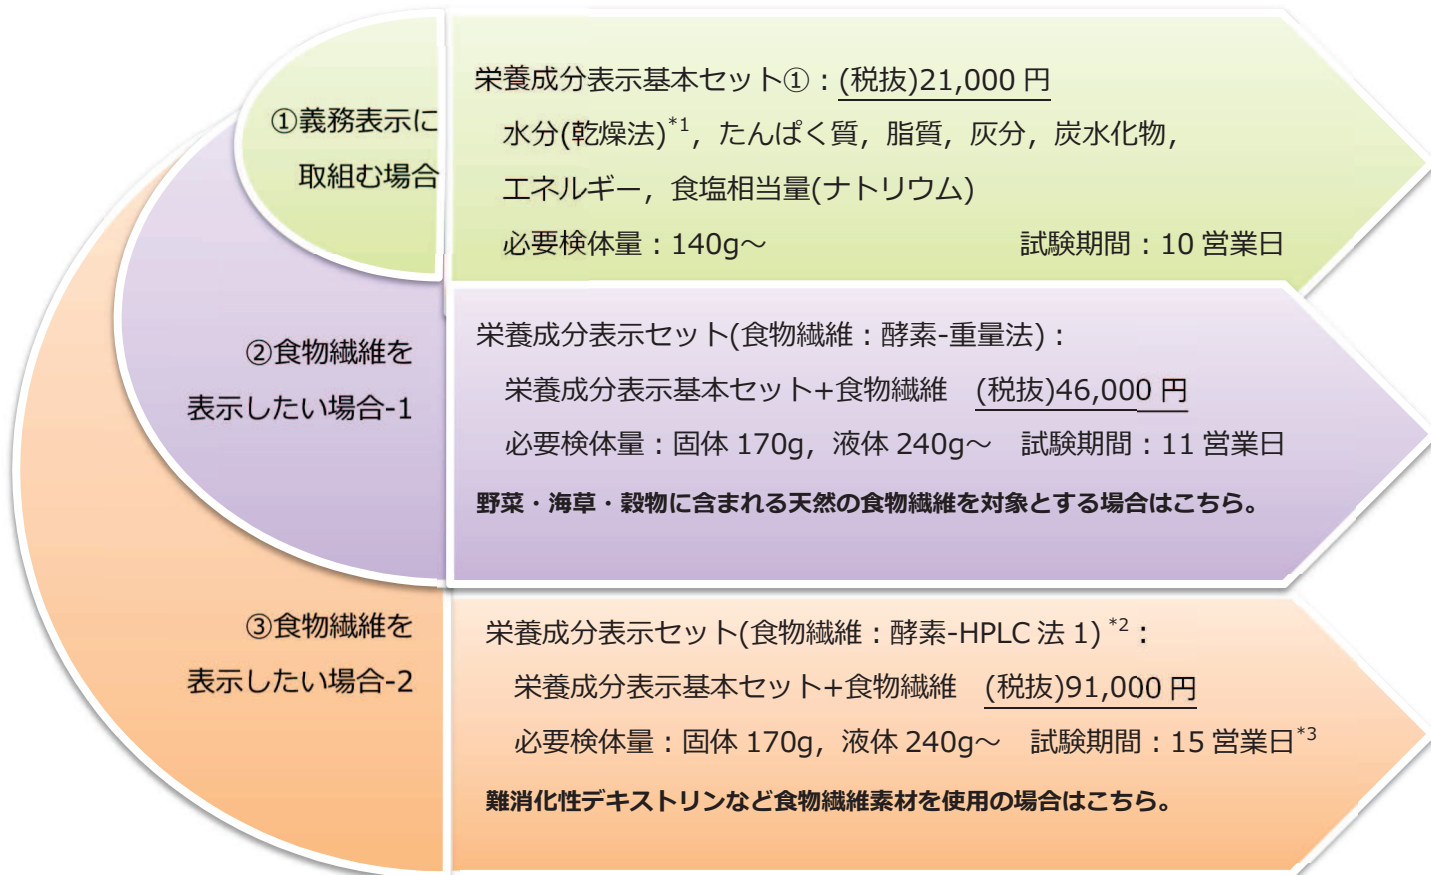 ①義務表示に
取組む場合
栄養成分表示基本セット①：(税抜)21,000 円
水分(乾燥法)*1，たんぱく質，脂質，灰分，炭水化物，
エネルギー，食塩相当量(ナトリウム)
必要検体量：140g～　試験期間：10 営業日
②食物繊維を
表示したい場合-1
栄養成分表示セット(食物繊維：酵素-重量法)：
栄養成分表示基本セット+食物繊維　(税抜)46,000 円
必要検体量：固体 170g，液体 240g～　試験期間：11 営業日
野菜・海草・穀物に含まれる天然の食物繊維を対象とする場合はこちら。
③食物繊維を
表示したい場合-2
栄養成分表示セット(食物繊維：酵素-HPLC 法 1) *2：
栄養成分表示基本セット+食物繊維　(税抜)91,000 円
必要検体量：固体 170g，液体 240g～　試験期間：15 営業日*3
難消化性デキストリンなど食物繊維素材を使用の場合はこちら。